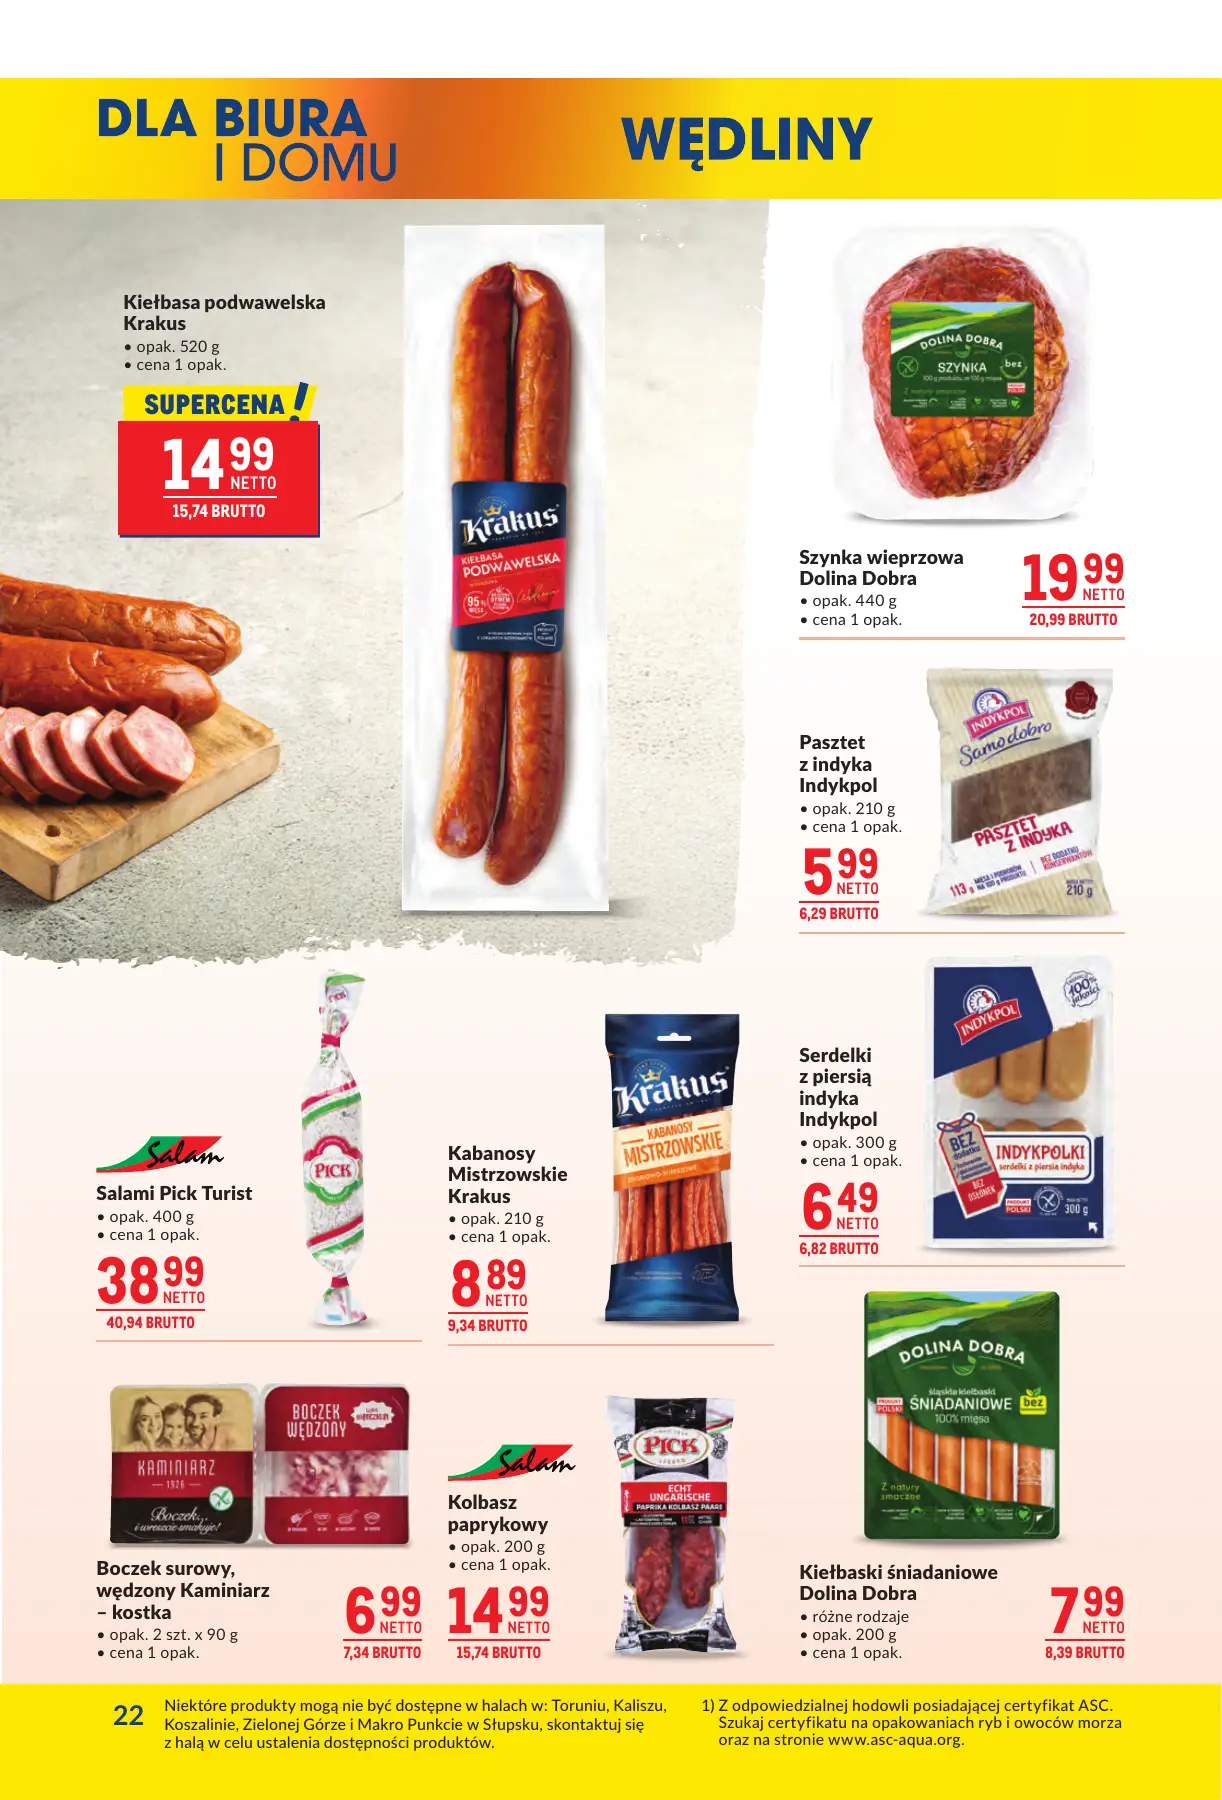 DLA BIURA
I DOMU
WĘDLINY
Kiełbasa podwawelska
Krakus
• opak. 520 g
• cena 1 opak.
SUPERCENA!
14 99
NETTO
15,74 BRUTTO
Krakus
KIEŁBASA
PODWAWELSKA
95%
DOLINA DOBRA
SZYNKA
bez
Szynka wieprzowa
Dolina Dobra
• opak. 440 g
• cena 1 opak.
19 99
NETTO
20,99 BRUTTO
Pasztet
z indyka
Indykpol
• opak. 210 g
• cena 1 opak.
5 99
NETTO
6,29 BRUTTO
INDYKPOL
Samo dobro
PASZTET
Z INDYKA
113 g
BEZ DODATKU
KONSERWANTÓW
210 g
Serdelki
z piersią
indyka
Indykpol
• opak. 300 g
• cena 1 opak.
6 49
NETTO
6,82 BRUTTO
100%
jakości
INDYKPOL
BEZ
dodatku
BEZ
OSŁONEK
INDYKPOLKI
serdelki z piersią indyka
PRODUKT
POLSKI
300 g
Salam
Salami Pick Turist
• opak. 400 g
• cena 1 opak.
38 99
NETTO
40,94 BRUTTO
PICK
PICK
Kabanosy
Mistrzowskie
Krakus
• opak. 210 g
• cena 1 opak.
8 89
NETTO
9,34 BRUTTO
Krakus
KABANOSY
MISTRZOWSKIE
KAMINIARZ
1926
Boczek...
i wreszcie smakuje!
BOCZEK
WĘDZONY
Boczek surowy,
wędzony Kaminiarz
– kostka
• opak. 2 szt. x 90 g
• cena 1 opak.
6 99
NETTO
7,34 BRUTTO
Salam
Kolbasz
paprykowy
• opak. 200 g
• cena 1 opak.
14 99
NETTO
15,74 BRUTTO
PICK
SZEGED
ECHT
UNGARISCHE
PAPRIKA KOLBASZ PAARE
DOLINA DOBRA
śląskie kiełbaski
ŚNIADANIOWE
100% mięsa
bez
PRODUKT
POLSKI
Z natury
smaczne
Kiełbaski śniadaniowe
Dolina Dobra
• różne rodzaje
• opak. 200 g
• cena 1 opak.
7 99
NETTO
8,39 BRUTTO
22
Niektóre produkty mogą nie być dostępne w halach w: Toruniu, Kaliszu,
Koszalinie, Zielonej Górze i Makro Punkcie w Słupsku, skontaktuj się
z halą w celu ustalenia dostępności produktów.
1) Z odpowiedzialnej hodowli posiadającej certyfikat ASC.
Szukaj certyfikatu na opakowaniach ryb i owoców morza
oraz na stronie www.asc-aqua.org.